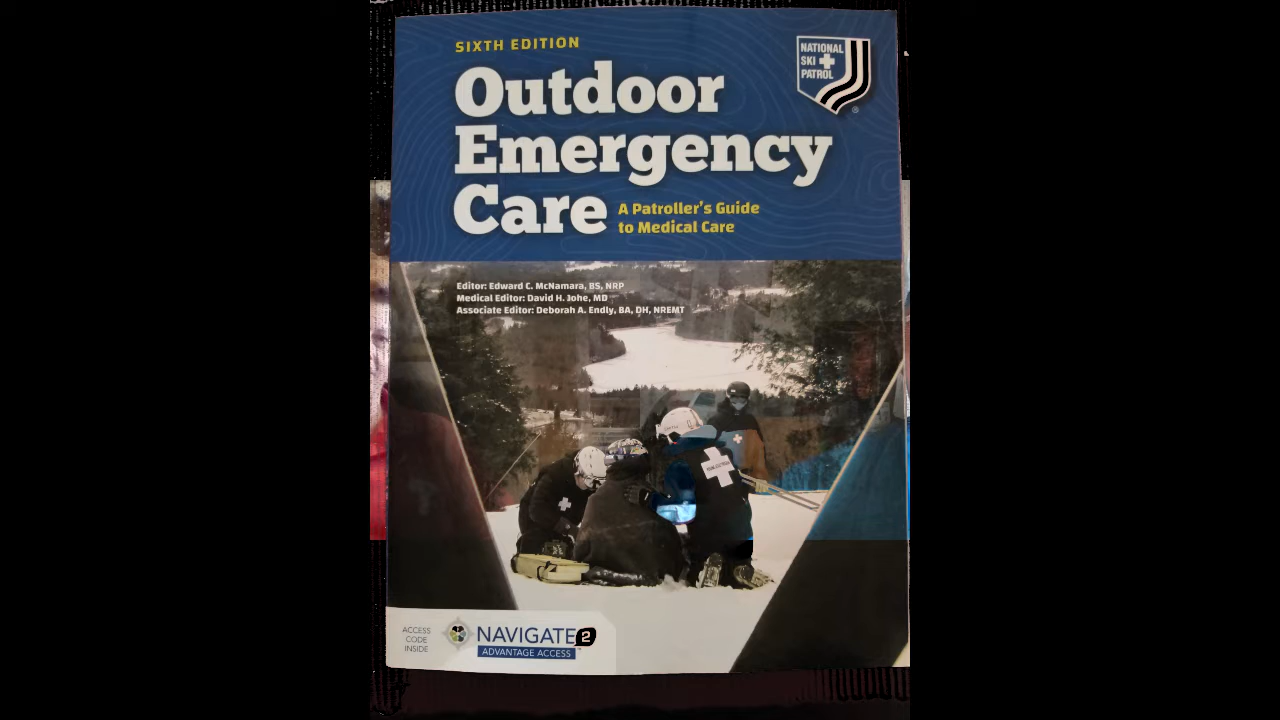 SIXTH EDITION
NATIONAL
SKI
PATROL
®
Outdoor
Emergency
Care
A Patroller's Guide
to Medical Care
Editor: Edward C. McNamara, BS, NRP
Medical Editor: David H. Johe, MD
Associate Editor: Deborah A. Endly, BA, DH, NREMT
ACCESS
CODE
INSIDE
NAVIGATE 2
ADVANTAGE ACCESS